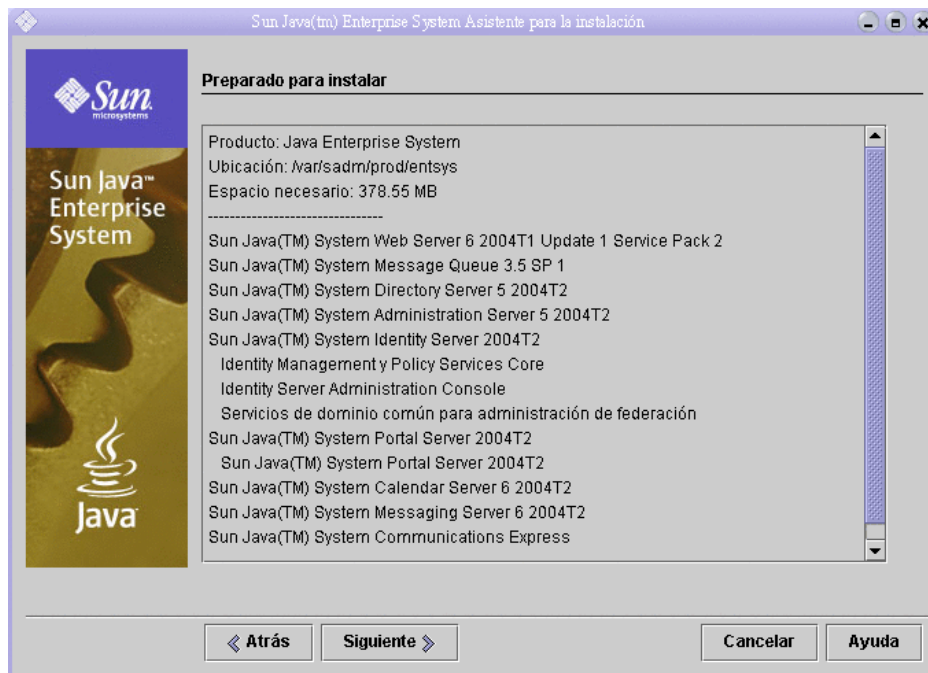 Sun Java(tm) Enterprise System Asistente para la instalación
Sun
microsystems
Sun Java™
Enterprise
System
Java
Preparado para instalar
Producto: Java Enterprise System
Ubicación: /var/sadm/prod/entsys
Espacio necesario: 378.55 MB
---------------------------------
Sun Java(TM) System Web Server 6 2004T1 Update 1 Service Pack 2
Sun Java(TM) System Message Queue 3.5 SP 1
Sun Java(TM) System Directory Server 5 2004T2
Sun Java(TM) System Administration Server 5 2004T2
Sun Java(TM) System Identity Server 2004T2
Identity Management y Policy Services Core
Identity Server Administration Console
Servicios de dominio común para administración de federación
Sun Java(TM) System Portal Server 2004T2
Sun Java(TM) System Portal Server 2004T2
Sun Java(TM) System Calendar Server 6 2004T2
Sun Java(TM) System Messaging Server 6 2004T2
Sun Java(TM) System Communications Express
Atrás
Siguiente
Cancelar
Ayuda